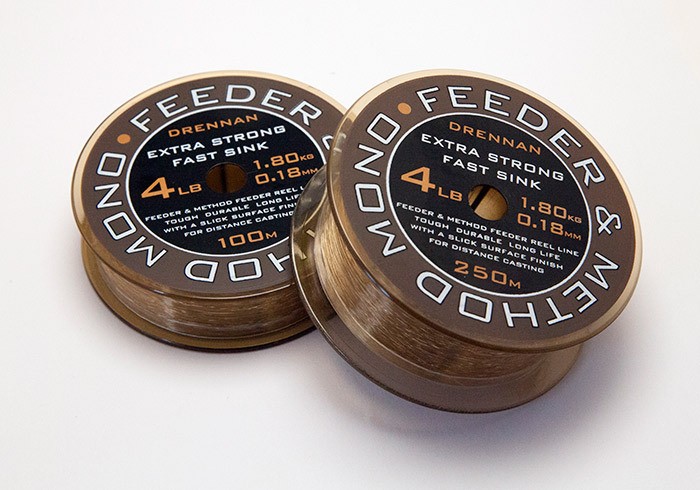 FEEDER & METHOD MONO
DRENNAN
EXTRA STRONG
FAST SINK
4LB
1.80KG
0.18MM
FEEDER & METHOD FEEDER REEL LINE
TOUGH DURABLE LONG LIFE
WITH A SLICK SURFACE FINISH
FOR DISTANCE CASTING
100M
FEEDER & METHOD MONO
DRENNAN
EXTRA STRONG
FAST SINK
4LB
1.80KG
0.18MM
FEEDER & METHOD FEEDER REEL LINE
TOUGH DURABLE LONG LIFE
WITH A SLICK SURFACE FINISH
FOR DISTANCE CASTING
250M